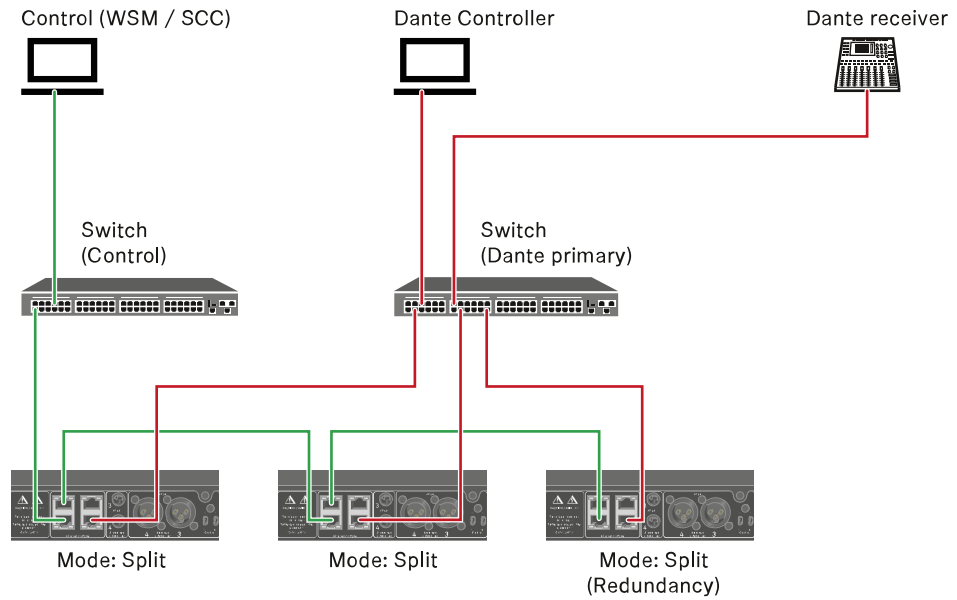 Control (WSM / SCC)
Dante Controller
Dante receiver
Switch
(Control)
Switch
(Dante primary)
Mode: Split
Mode: Split
Mode: Split
(Redundancy)